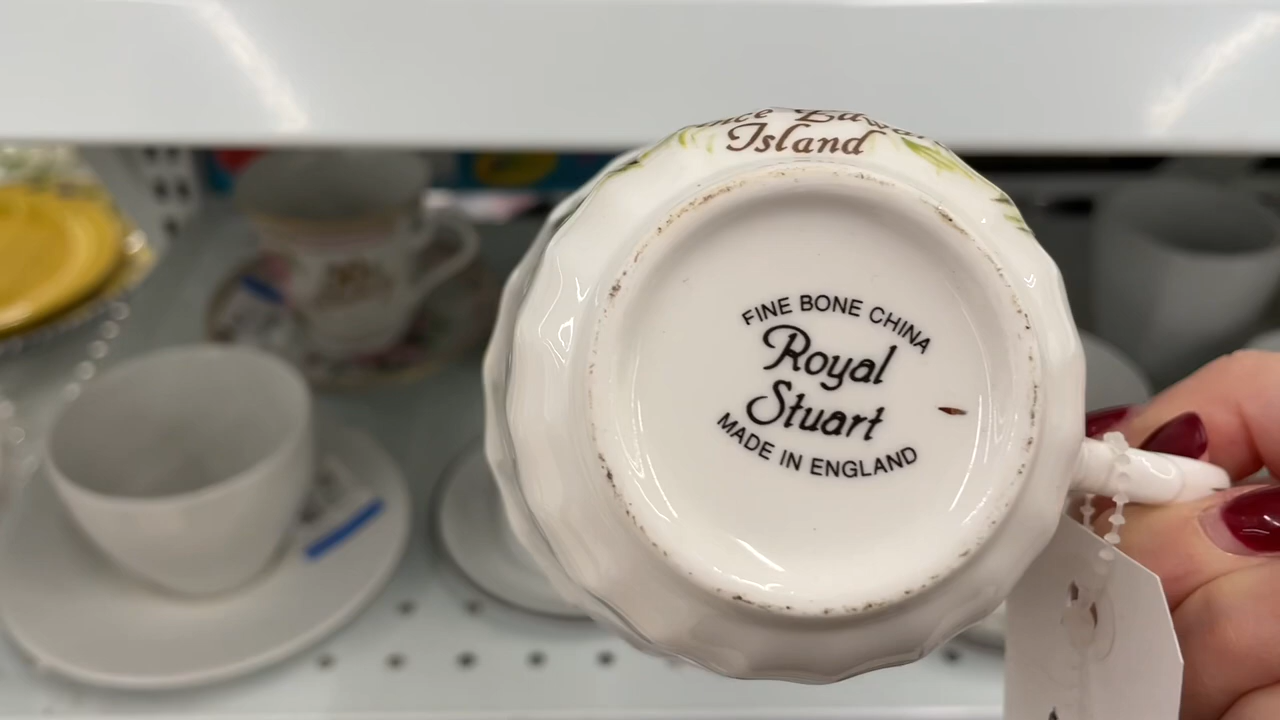 Island
FINE BONE CHINA
Royal
Stuart
MADE IN ENGLAND